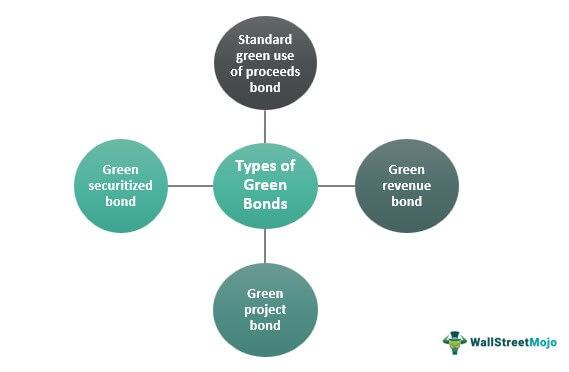 Standard
green use
of proceeds
bond
Green
securitized
bond
Types of
Green
Bonds
Green
revenue
bond
Green
project
bond
WallStreetMojo